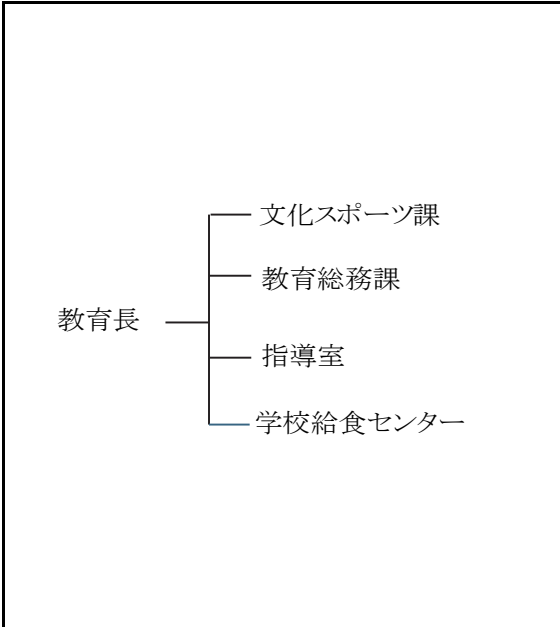 文化スポーツ課
教育総務課
教育長
指導室
学校給食センター